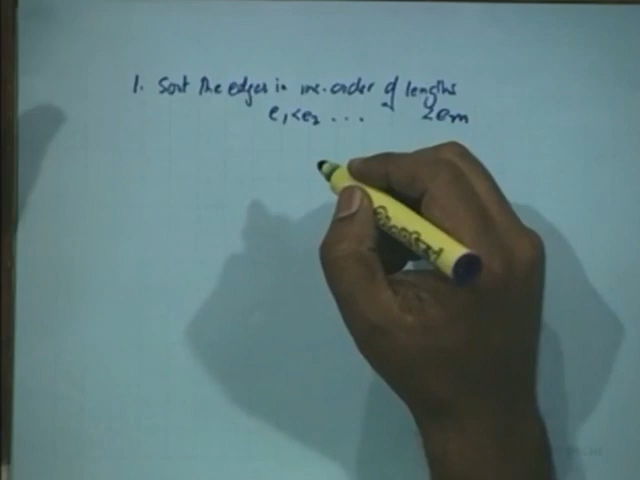 1. Sort the edges in inc. order of lengths
e₁<e₂ ... <em